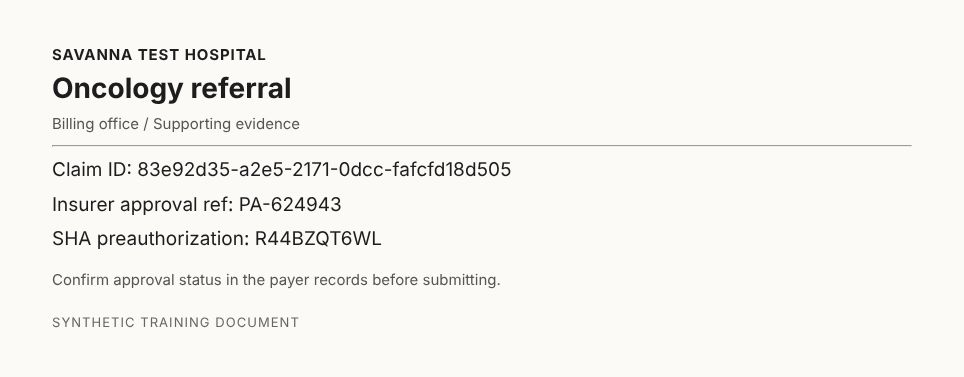 SAVANNA TEST HOSPITAL
Oncology referral
Billing office / Supporting evidence
Claim ID: 83e92d35-a2e5-2171-0dcc-fafcfd18d505
Insurer approval ref: PA-624943
SHA preauthorization: R44BZQT6WL
Confirm approval status in the payer records before submitting.
SYNTHETIC TRAINING DOCUMENT